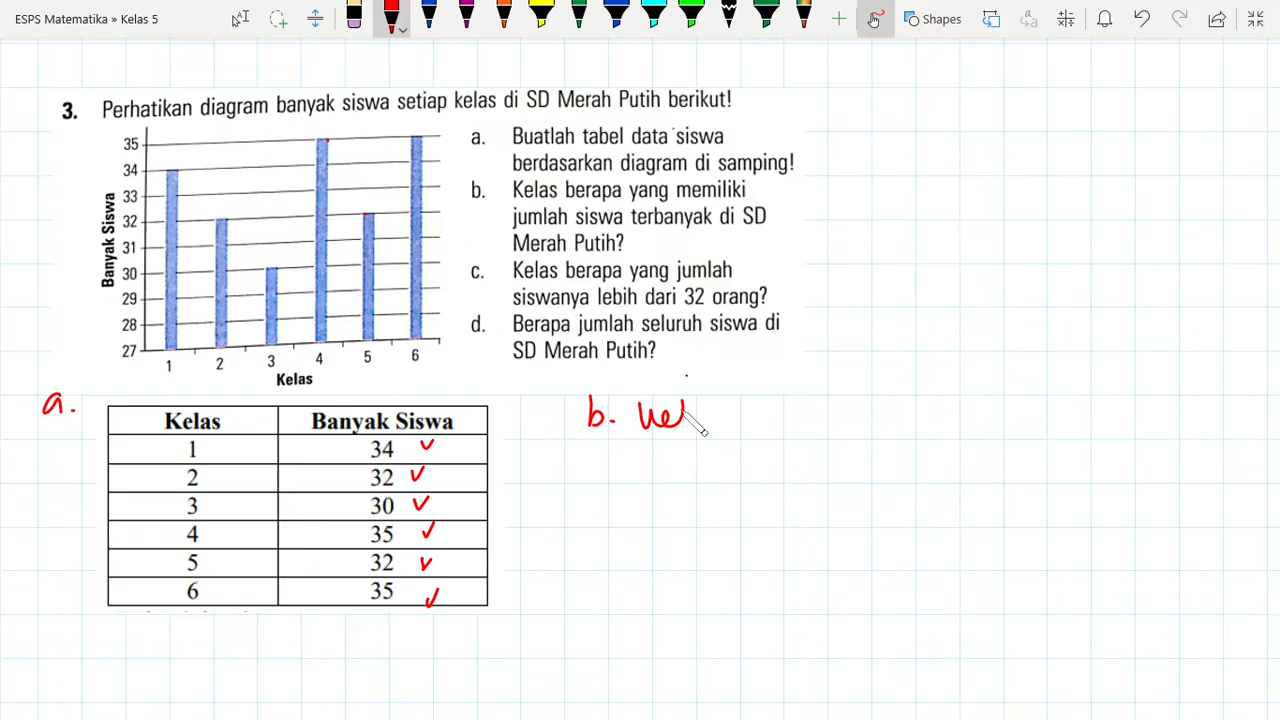 ESPS Matematika » Kelas 5
Shapes
3. Perhatikan diagram banyak siswa setiap kelas di SD Merah Putih berikut!
Banyak Siswa
35
34
33
32
31
30
29
28
27
1 2 3 4 5 6
Kelas
a. Buatlah tabel data siswa
berdasarkan diagram di samping!
b. Kelas berapa yang memiliki
jumlah siswa terbanyak di SD
Merah Putih?
c. Kelas berapa yang jumlah
siswanya lebih dari 32 orang?
d. Berapa jumlah seluruh siswa di
SD Merah Putih?
a.
Kelas Banyak Siswa
1 34
2 32
3 30
4 35
5 32
6 35
b. kel